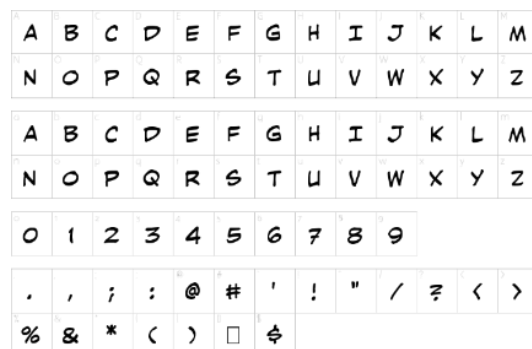 A B C D E F G H I J K L M
N O P Q R S T U V W X Y Z
A B C D E F G H I J K L M
N O P Q R S T U V W X Y Z
0 1 2 3 4 5 6 7 8 9
. , ; : @ # ' ! " / ? < >
% & * ( ) $